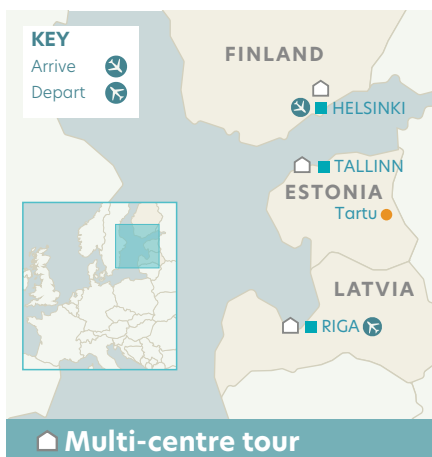 KEY
Arrive
Depart
FINLAND
HELSINKI
TALLINN
ESTONIA
Tartu
LATVIA
RIGA
Multi-centre tour